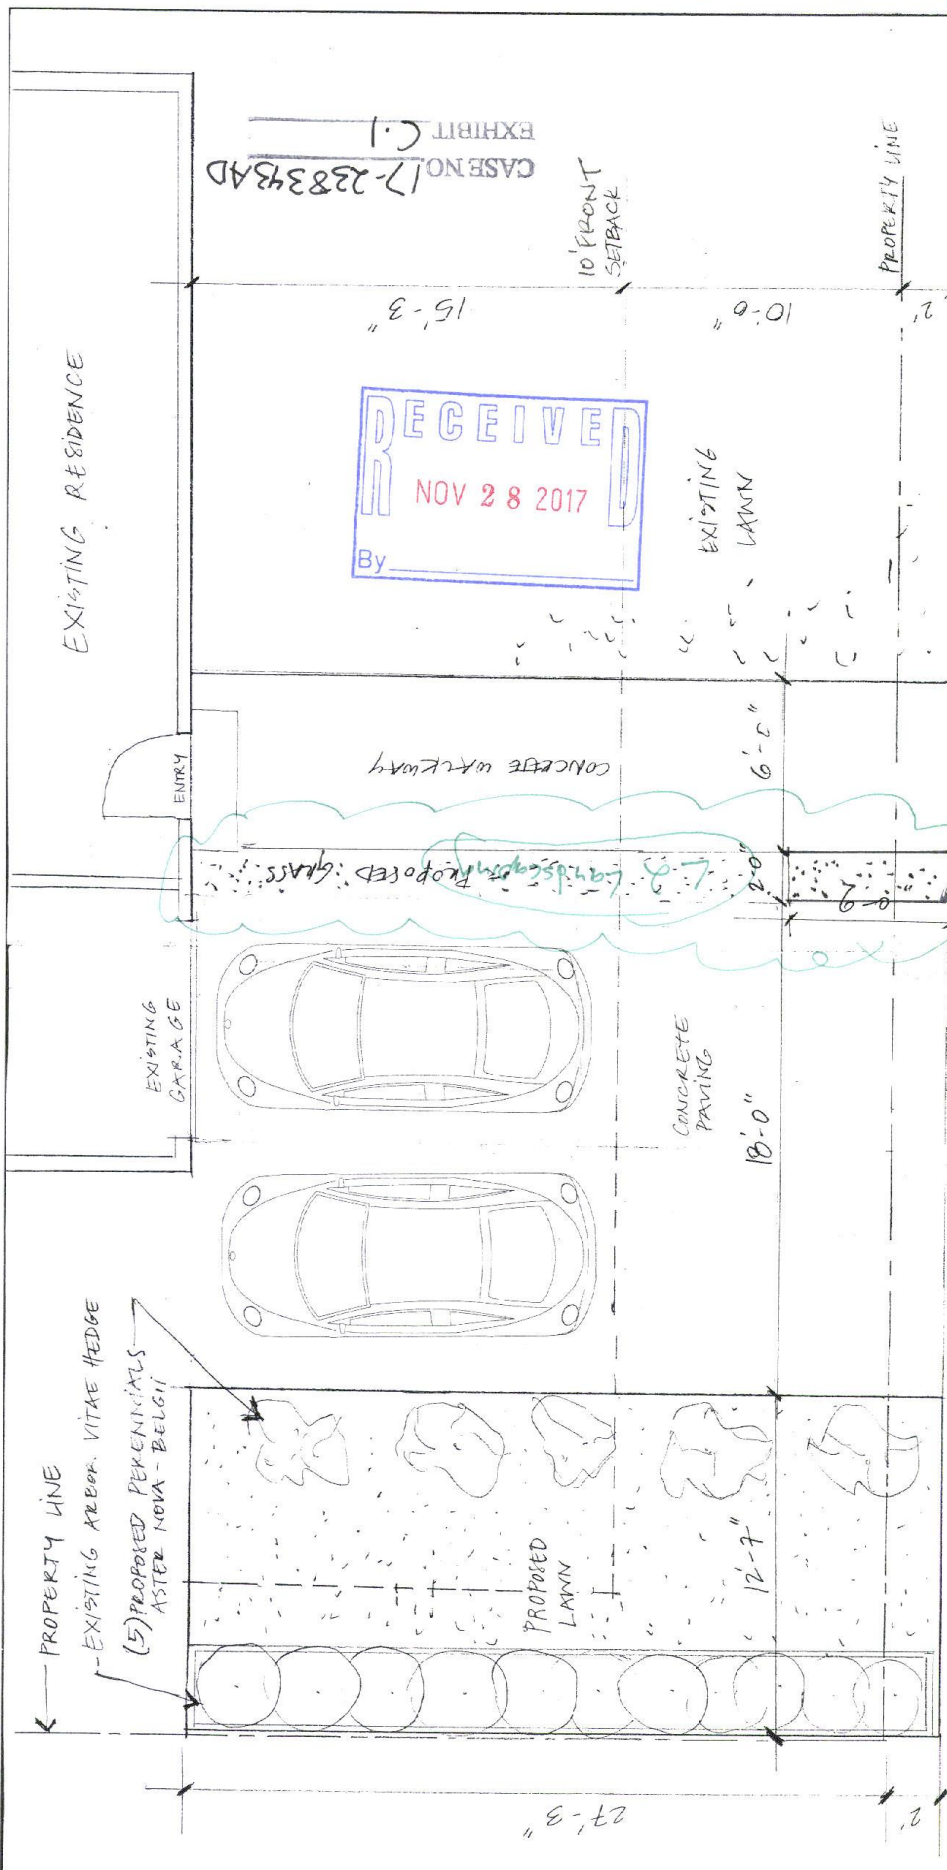 CASE NO. 17-238343AD
EXHIBIT C.1
EXISTING RESIDENCE
10' FRONT
SETBACK
PROPERTY LINE
15'-3"
10'-0"
2'
RECEIVED
NOV 28 2017
By
EXISTING
LAWN
ENTRY
CONCRETE WALKWAY
6'-0"
PROPOSED GRASS
L-2 Landscaping
2'-0"
EXISTING
GARAGE
CONCRETE
PAVING
18'-0"
PROPERTY LINE
EXISTING ARBOR VITAE HEDGE
(5) PROPOSED PERENNIALS
ASTER NOVA-BELGII
PROPOSED
LAWN
12'-7"
27'-3"
2'